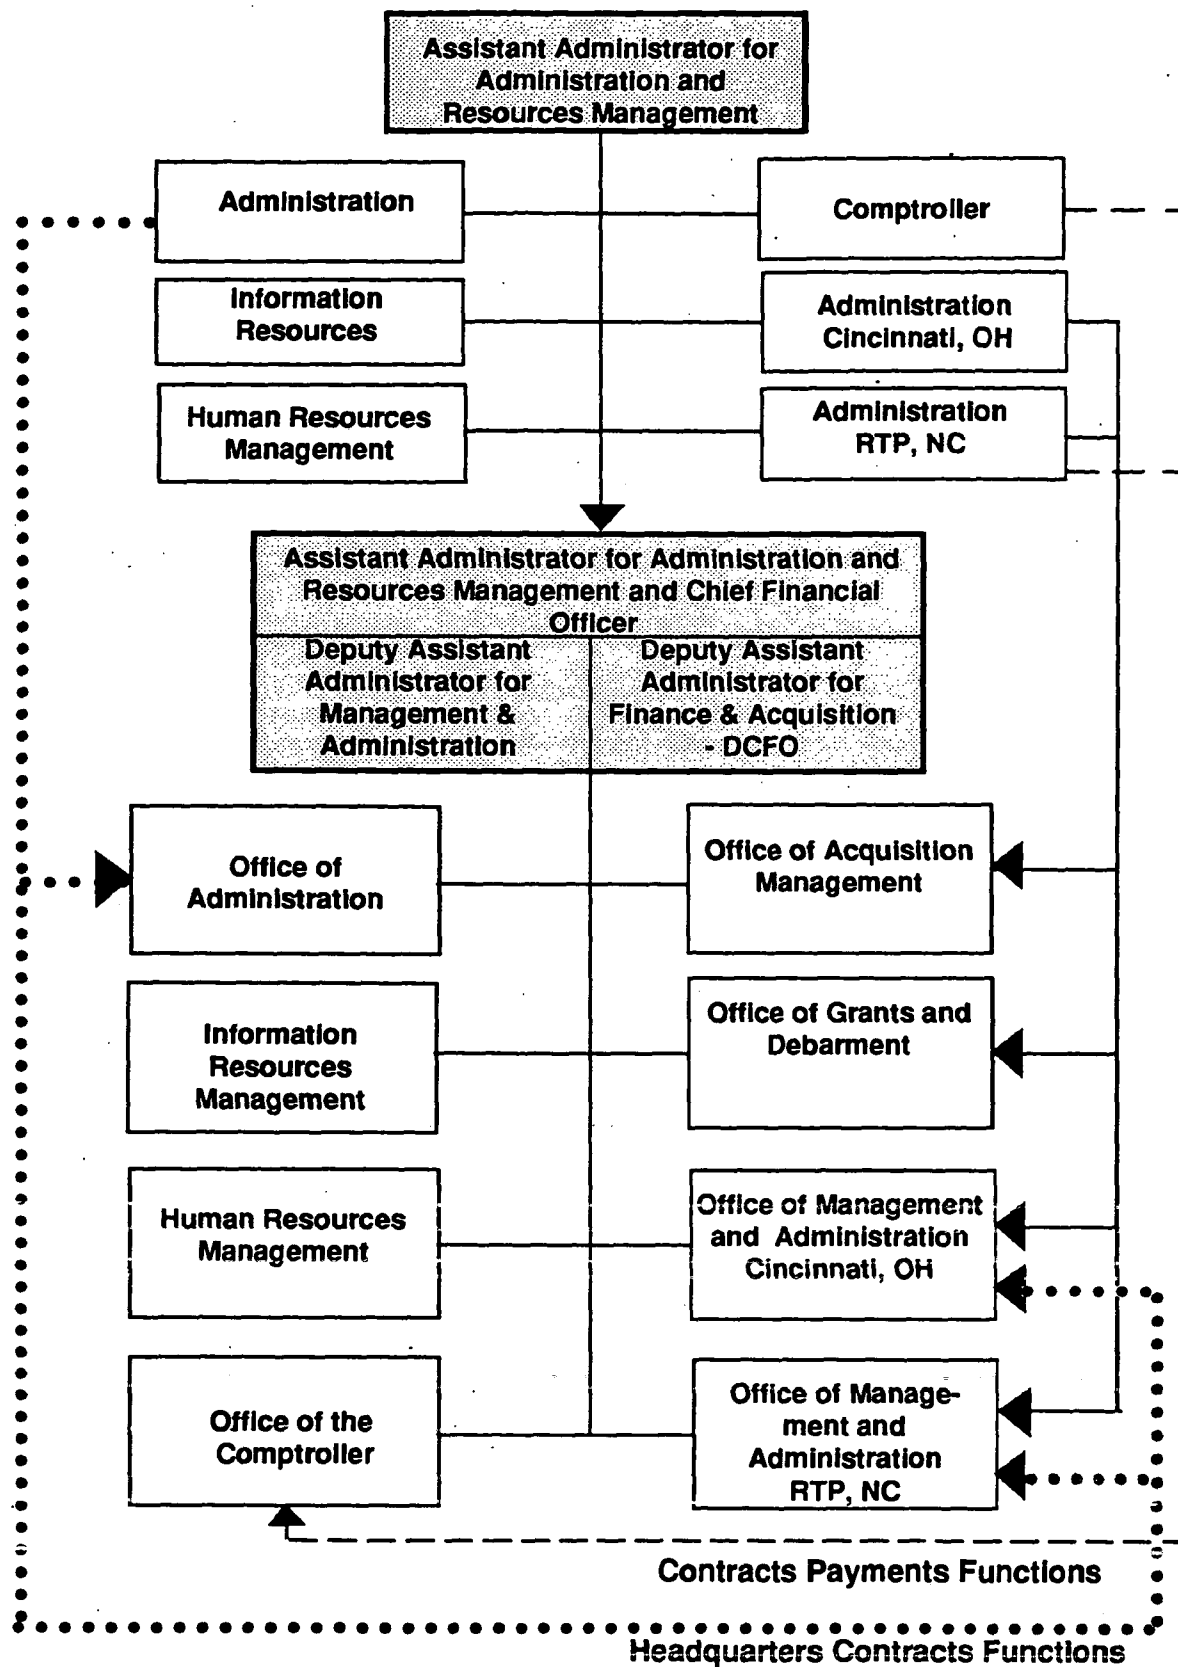 Assistant Administrator for
Administration and
Resources Management
Administration
Comptroller
Information
Resources
Administration
Cincinnati, OH
Human Resources
Management
Administration
RTP, NC
Assistant Administrator for Administration and
Resources Management and Chief Financial
Officer
Deputy Assistant
Administrator for
Management &
Administration
Deputy Assistant
Administrator for
Finance & Acquisition
- DCFO
Office of
Administration
Office of Acquisition
Management
Information
Resources
Management
Office of Grants and
Debarment
Human Resources
Management
Office of Management
and Administration
Cincinnati, OH
Office of the
Comptroller
Office of Manage-
ment and
Administration
RTP, NC
Contracts Payments Functions
Headquarters Contracts Functions